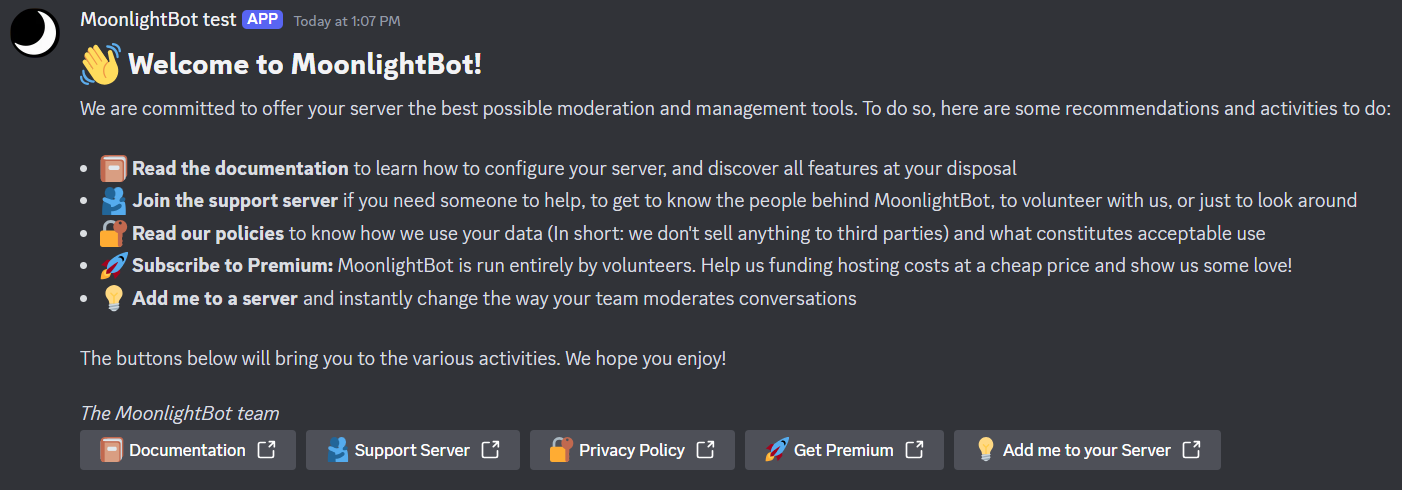 MoonlightBot test APP Today at 1:07 PM
👋 Welcome to MoonlightBot!
We are committed to offer your server the best possible moderation and management tools. To do so, here are some recommendations and activities to do:
• 📔 Read the documentation to learn how to configure your server, and discover all features at your disposal
• 🫂 Join the support server if you need someone to help, to get to know the people behind MoonlightBot, to volunteer with us, or just to look around
• 🔐 Read our policies to know how we use your data (In short: we don't sell anything to third parties) and what constitutes acceptable use
• 🚀 Subscribe to Premium: MoonlightBot is run entirely by volunteers. Help us funding hosting costs at a cheap price and show us some love!
• 💡 Add me to a server and instantly change the way your team moderates conversations
The buttons below will bring you to the various activities. We hope you enjoy!
The MoonlightBot team
📔 Documentation 🫂 Support Server 🔐 Privacy Policy 🚀 Get Premium 💡 Add me to your Server